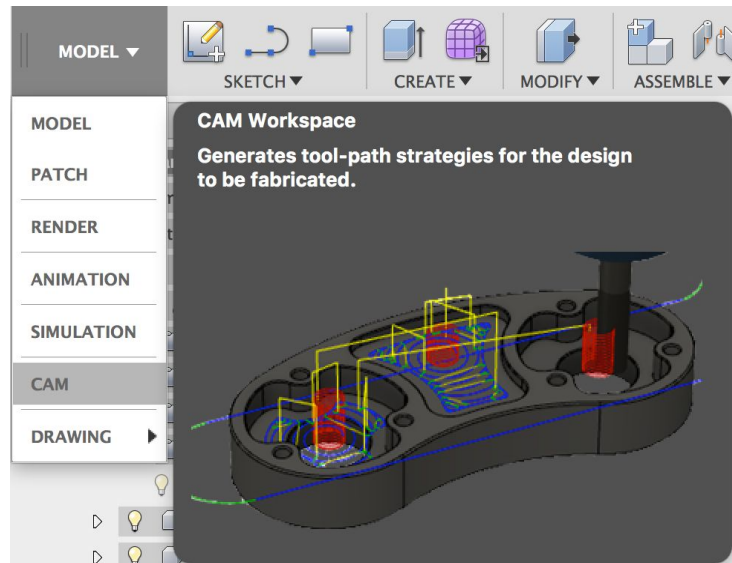 MODEL ▼
SKETCH ▼
CREATE ▼
MODIFY ▼
ASSEMBLE ▼
MODEL
PATCH
RENDER
ANIMATION
SIMULATION
CAM
DRAWING
CAM Workspace
Generates tool-path strategies for the design
to be fabricated.